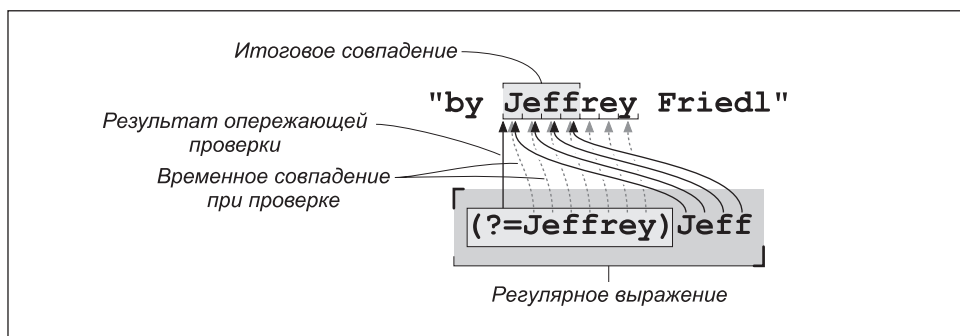 Итоговое совпадение
"by Jeffrey Friedl"
Результат опережающей
проверки
Временное совпадение
при проверке
(?=Jeffrey)Jeff
Регулярное выражение